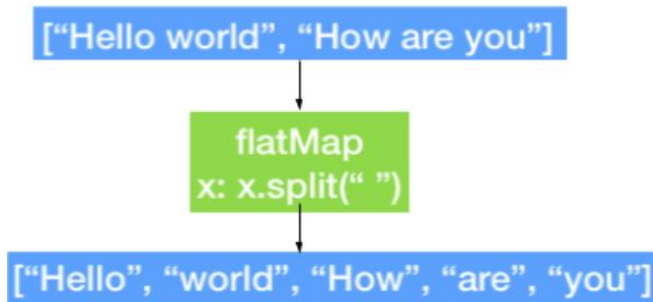 [“Hello world”, “How are you”]
flatMap
x: x.split(“ ”)
[“Hello”, “world”, “How”, “are”, “you”]